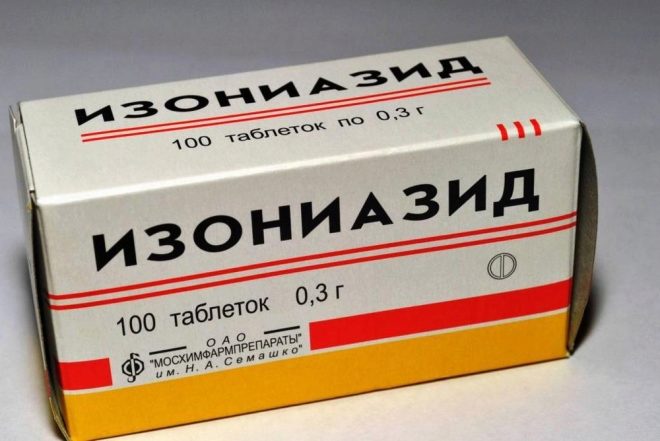 ИЗОНИАЗИД
100 таблеток по 0,3 г
ИЗОНИАЗИД
100 таблеток 0,3 г
ОАО
"МОСХИМФАРМПРЕПАРАТЫ"
им. Н. А. Семашко"